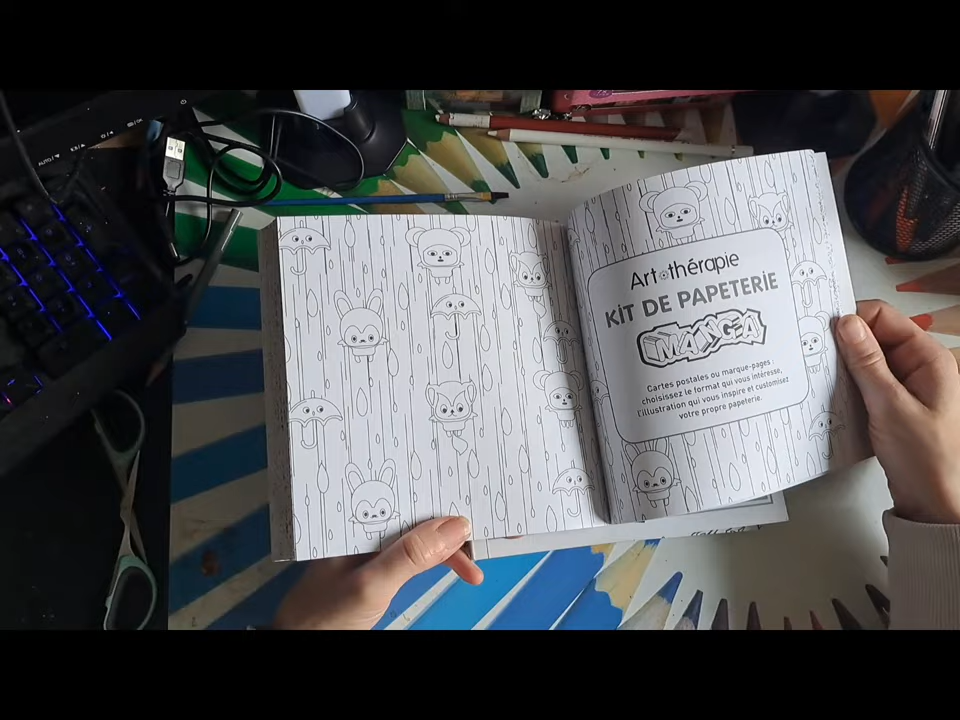 Art thérapie
KIT DE PAPETERIE
MANGA
Cartes postales ou marque-pages :
choisissez le format qui vous intéresse,
l'illustration qui vous inspire et customisez
votre propre papeterie.